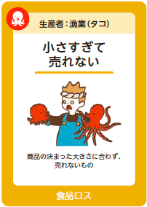 生産者：漁業（タコ）
小さすぎて
売れない
商品の決まった大きさに合わず、
売れないもの
食品ロス